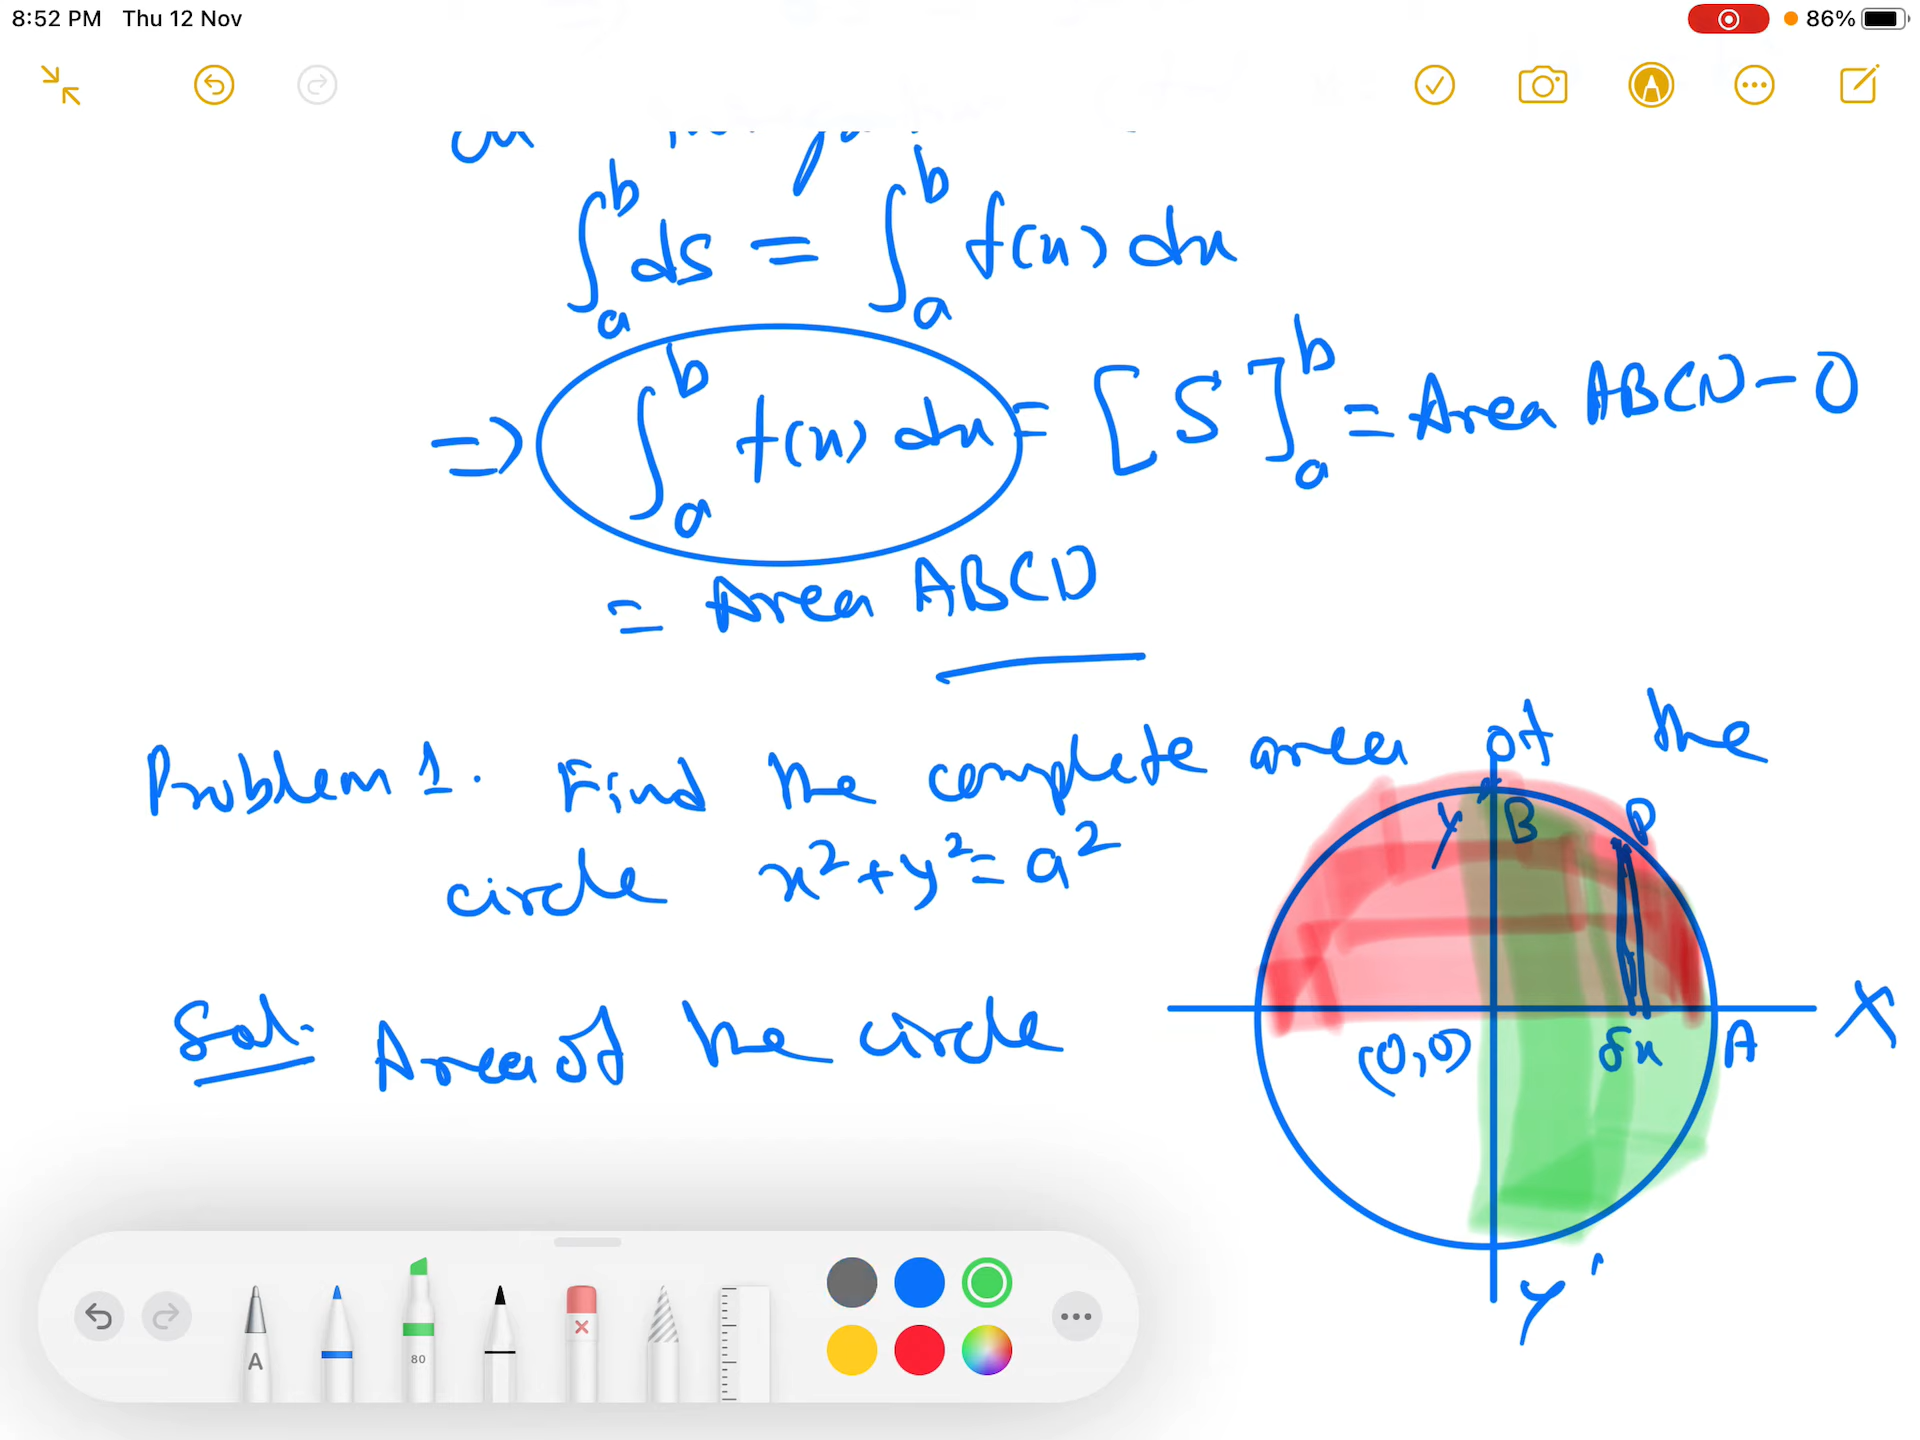 8:52 PM Thu 12 Nov
86%
∫_a^b ds = ∫_a^b f(x) dx
=> ∫_a^b f(x) dx = [S]_a^b = Area ABCD - 0
= Area ABCD
Problem 1. Find the complete area of the
circle x² + y² = a²
Y B P
Sol. Area of the circle
(0,0) δx A X
Y'
A
80